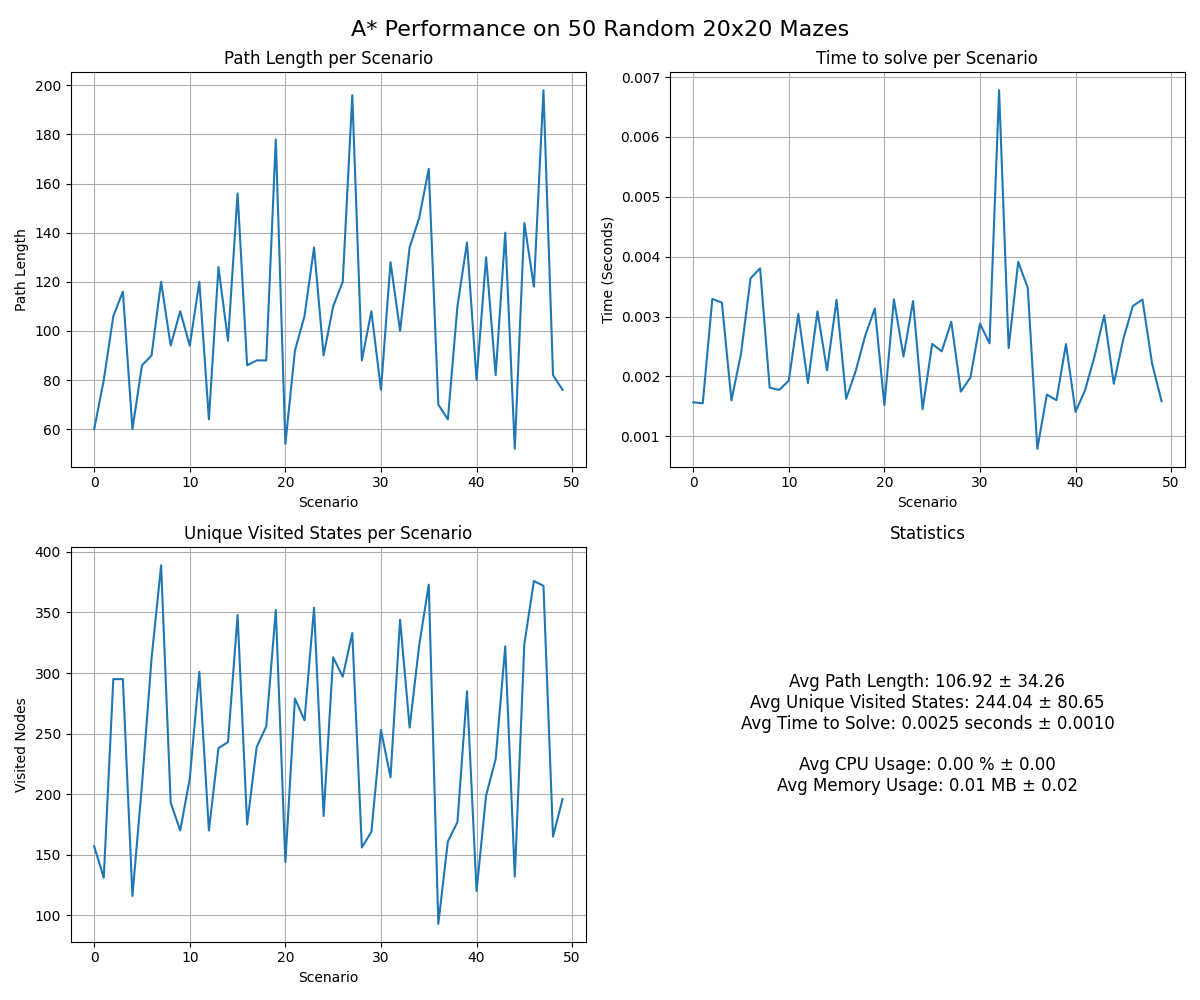 A* Performance on 50 Random 20x20 Mazes
Path Length per Scenario
200
180
160
140
120
100
80
60
Path Length
0 10 20 30 40 50
Scenario
Time to solve per Scenario
0.007
0.006
0.005
0.004
0.003
0.002
0.001
Time (Seconds)
0 10 20 30 40 50
Scenario
Unique Visited States per Scenario
400
350
300
250
200
150
100
Visited Nodes
0 10 20 30 40 50
Scenario
Statistics
Avg Path Length: 106.92 ± 34.26
Avg Unique Visited States: 244.04 ± 80.65
Avg Time to Solve: 0.0025 seconds ± 0.0010
Avg CPU Usage: 0.00 % ± 0.00
Avg Memory Usage: 0.01 MB ± 0.02